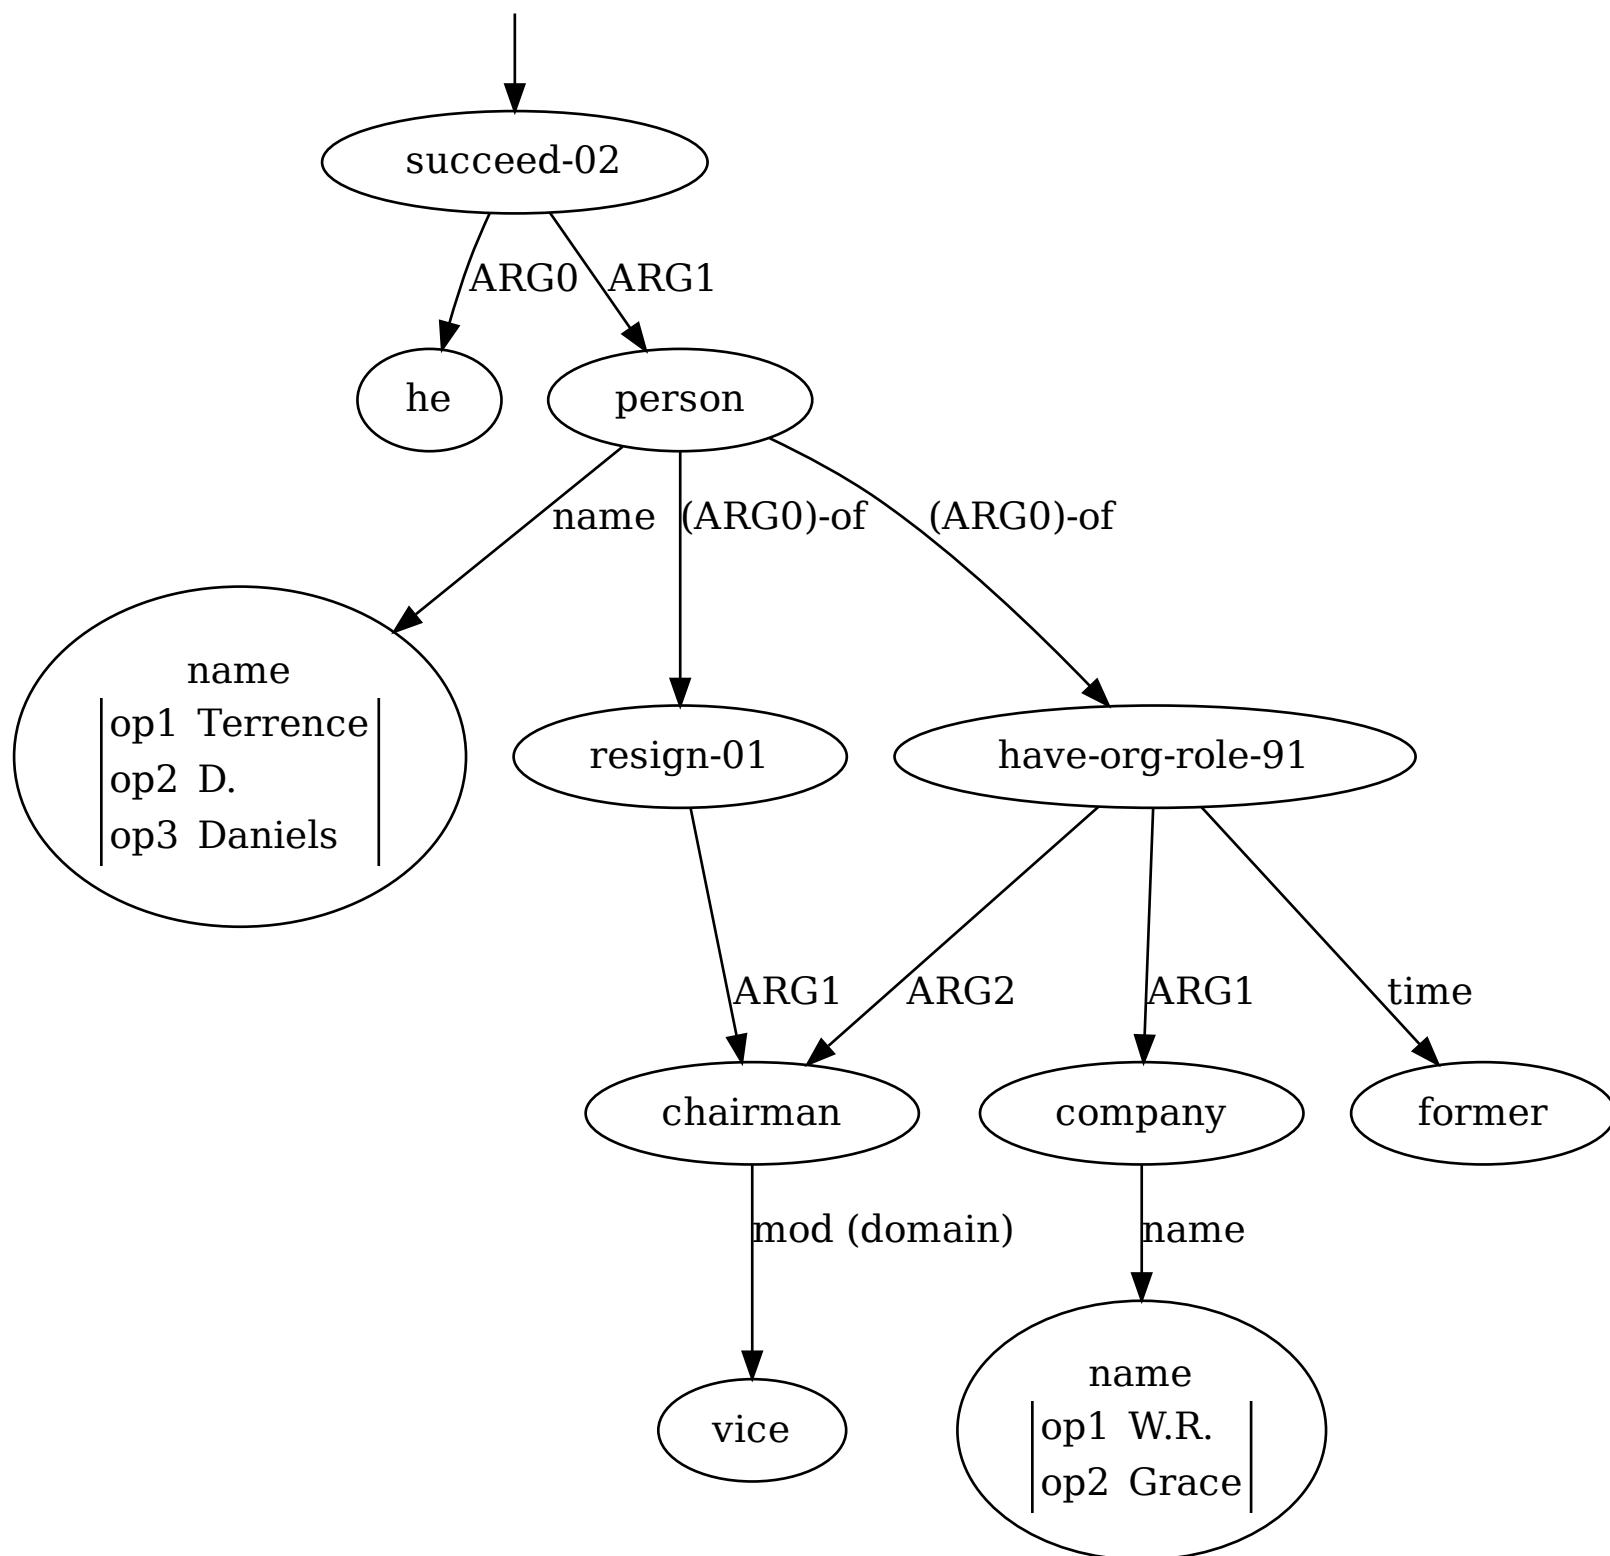 succeed-02
ARG0 ARG1
he person
name (ARG0)-of (ARG0)-of
name
op1 Terrence
op2 D.
op3 Daniels
resign-01 have-org-role-91
ARG1 ARG2 ARG1 time
chairman company former
mod (domain) name
vice
name
op1 W.R.
op2 Grace